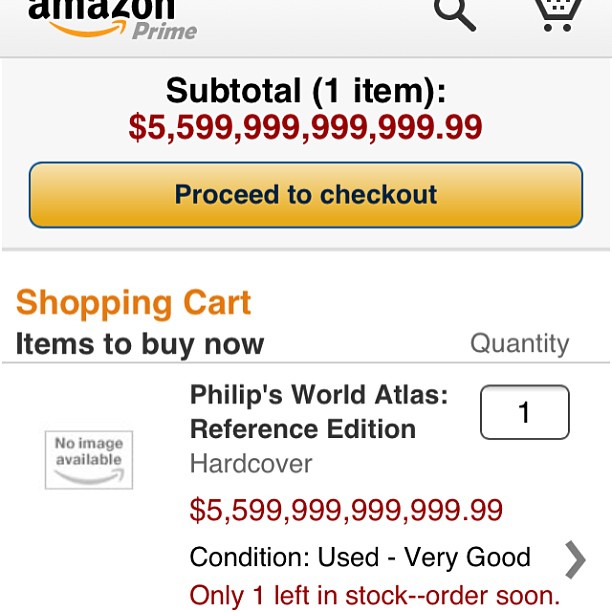 amazon
Prime
Subtotal (1 item):
$5,599,999,999,999.99
Proceed to checkout
Shopping Cart
Items to buy now
Quantity
Philip's World Atlas:
Reference Edition
1
Hardcover
No image
available
$5,599,999,999,999.99
Condition: Used - Very Good
Only 1 left in stock--order soon.